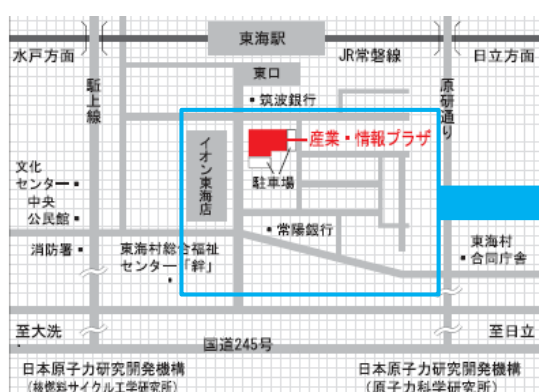 東海駅
水戸方面
JR常磐線
日立方面
東口
駈上線
原研通り
・筑波銀行
産業・情報プラザ
イオン東海店
駐車場
文化
センター・
中央
公民館・
・常陽銀行
消防署・
東海村総合福祉
センター「絆」
東海村
・合同庁舎
至大洗
至日立
国道245号
日本原子力研究開発機構
(核燃料サイクル工学研究所)
日本原子力研究開発機構
(原子力科学研究所)